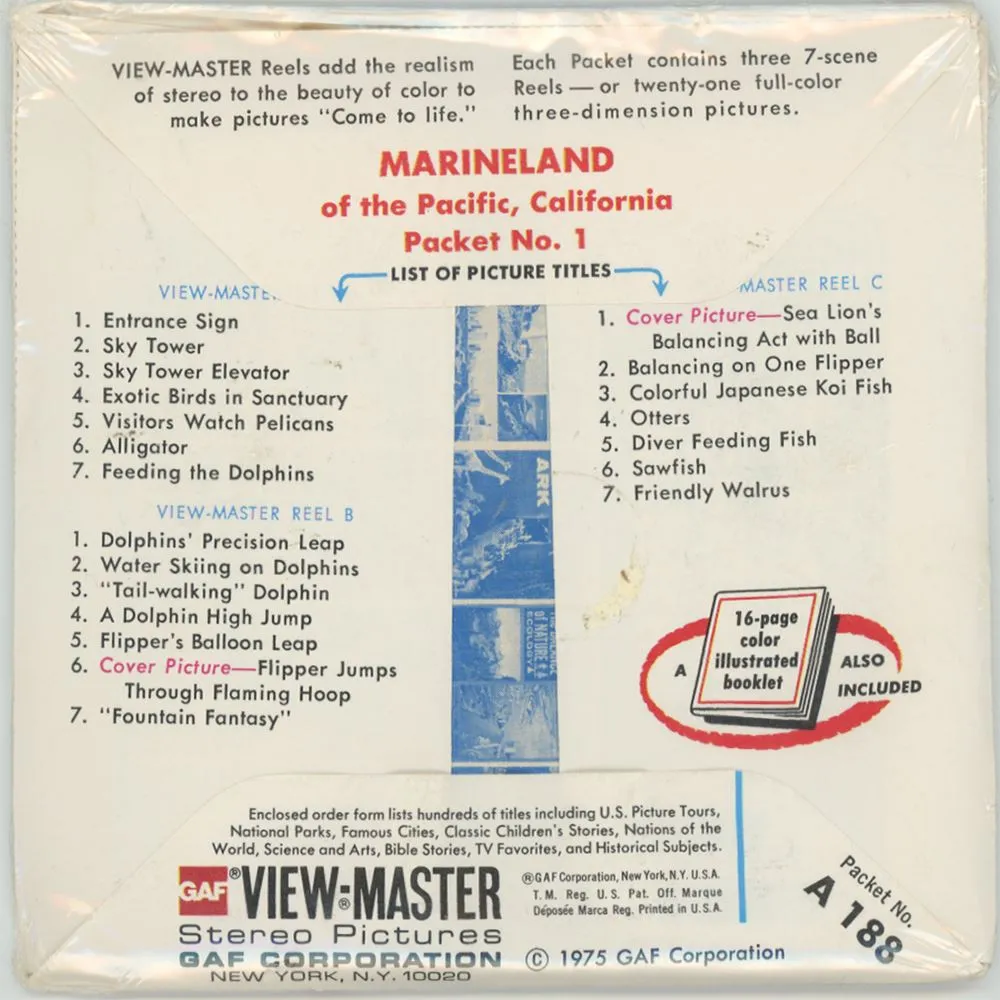 VIEW-MASTER Reels add the realism
of stereo to the beauty of color to
make pictures "Come to life."
Each Packet contains three 7-scene
Reels — or twenty-one full-color
three-dimension pictures.
MARINELAND
of the Pacific, California
Packet No. 1
LIST OF PICTURE TITLES
VIEW-MASTE
1. Entrance Sign
2. Sky Tower
3. Sky Tower Elevator
4. Exotic Birds in Sanctuary
5. Visitors Watch Pelicans
6. Alligator
7. Feeding the Dolphins
VIEW-MASTER REEL B
1. Dolphins' Precision Leap
2. Water Skiing on Dolphins
3. "Tail-walking" Dolphin
4. A Dolphin High Jump
5. Flipper's Balloon Leap
6. Cover Picture—Flipper Jumps
Through Flaming Hoop
7. "Fountain Fantasy"
MASTER REEL C
1. Cover Picture—Sea Lion's
Balancing Act with Ball
2. Balancing on One Flipper
3. Colorful Japanese Koi Fish
4. Otters
5. Diver Feeding Fish
6. Sawfish
7. Friendly Walrus
ARK
OF NATURE &
ECOLOGY
A
16-page
color
illustrated
booklet
ALSO
INCLUDED
Enclosed order form lists hundreds of titles including U.S. Picture Tours,
National Parks, Famous Cities, Classic Children's Stories, Nations of the
World, Science and Arts, Bible Stories, TV Favorites, and Historical Subjects.
GAF® VIEW-MASTER®
Stereo Pictures
GAF CORPORATION
NEW YORK, N.Y. 10020
®GAF Corporation, New York, N.Y. U.S.A.
T.M. Reg. U.S. Pat. Off. Marque
Déposée Marca Reg. Printed in U.S.A.
© 1975 GAF Corporation
Packet No.
A 188